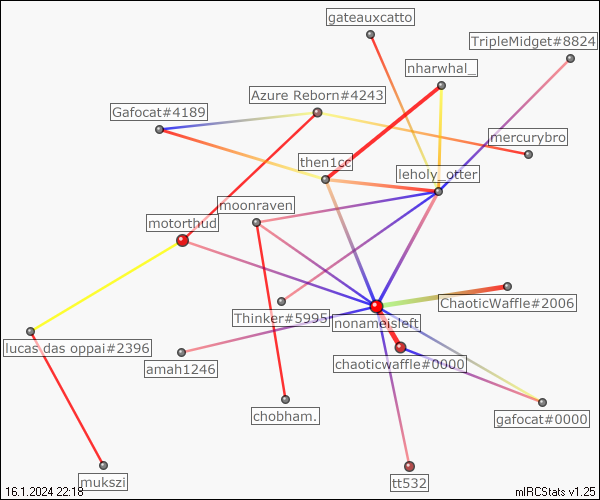 gateauxcatto
TripleMidget#8824
nharwhal_
Azure Reborn#4243
Gafocat#4189
mercurybro
then1cc
leholy_otter
moonraven
motorthud
ChaoticWaffle#2006
Thinker#5995
nonameisleft
lucas das oppai#2396
chaoticwaffle#0000
amah1246
chobham.
gafocat#0000
mukszi
tt532
16.1.2024 22:18
mIRCStats v1.25